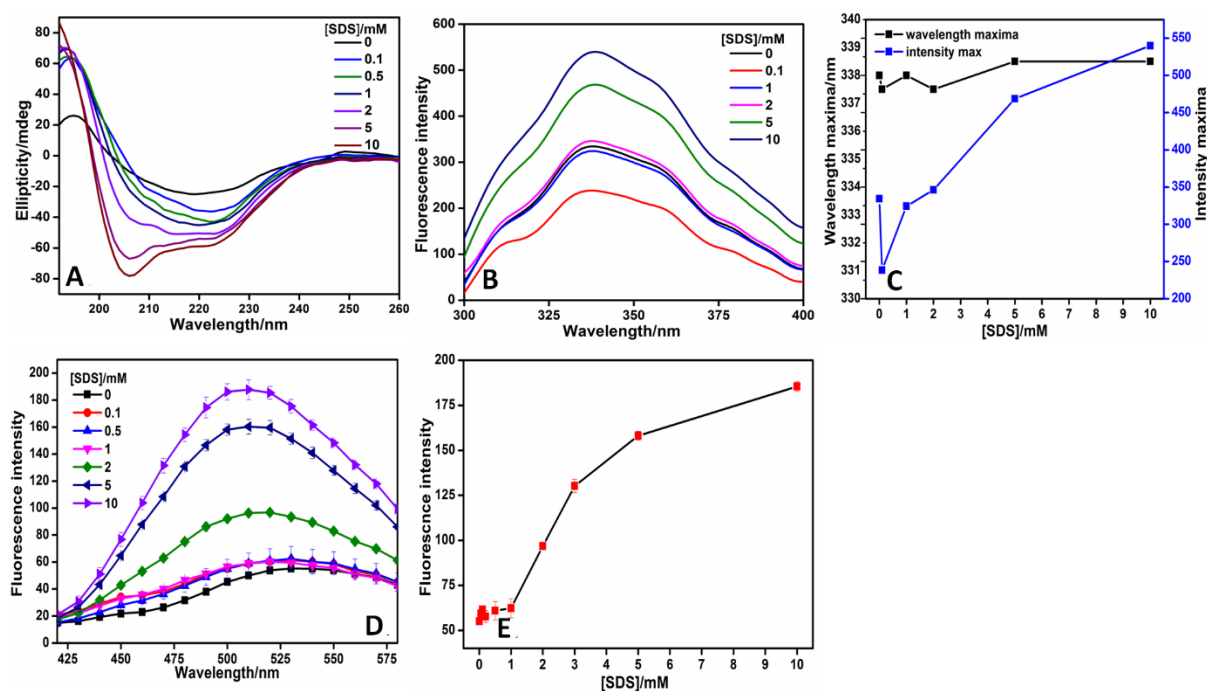 [SDS]/mM
0
0.1
0.5
1
2
5
10
80
60
40
20
0
-20
-40
-60
-80
Ellipticity/mdeg
200 210 220 230 240 250 260
Wavelength/nm
A
[SDS]/mM
0
0.1
1
2
5
10
600
500
400
300
200
100
0
Fluorescence intensity
300 325 350 375 400
Wavelength/nm
B
wavelength maxima
intensity max
340
339
338
337
336
334
333
332
331
330
Wavelength maxima/nm
550
500
450
400
350
300
250
200
Intensity maxima
0 1 2 3 4 5 6 7 8 9 10
[SDS]/mM
C
[SDS]/mM
0
0.1
0.5
1
2
5
10
200
180
160
140
120
100
80
60
40
20
0
Fluorescence intensity
425 450 475 500 525 550 575
Wavelength/nm
D
200
175
150
125
100
75
50
Fluorescnce intensity
0 1 2 3 4 5 6 7 8 9 10
[SDS]/mM
E